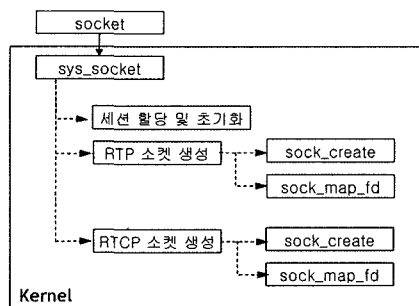 socket
sys_socket
세션 할당 및 초기화
RTP 소켓 생성
sock_create
sock_map_fd
RTCP 소켓 생성
sock_create
sock_map_fd
Kernel